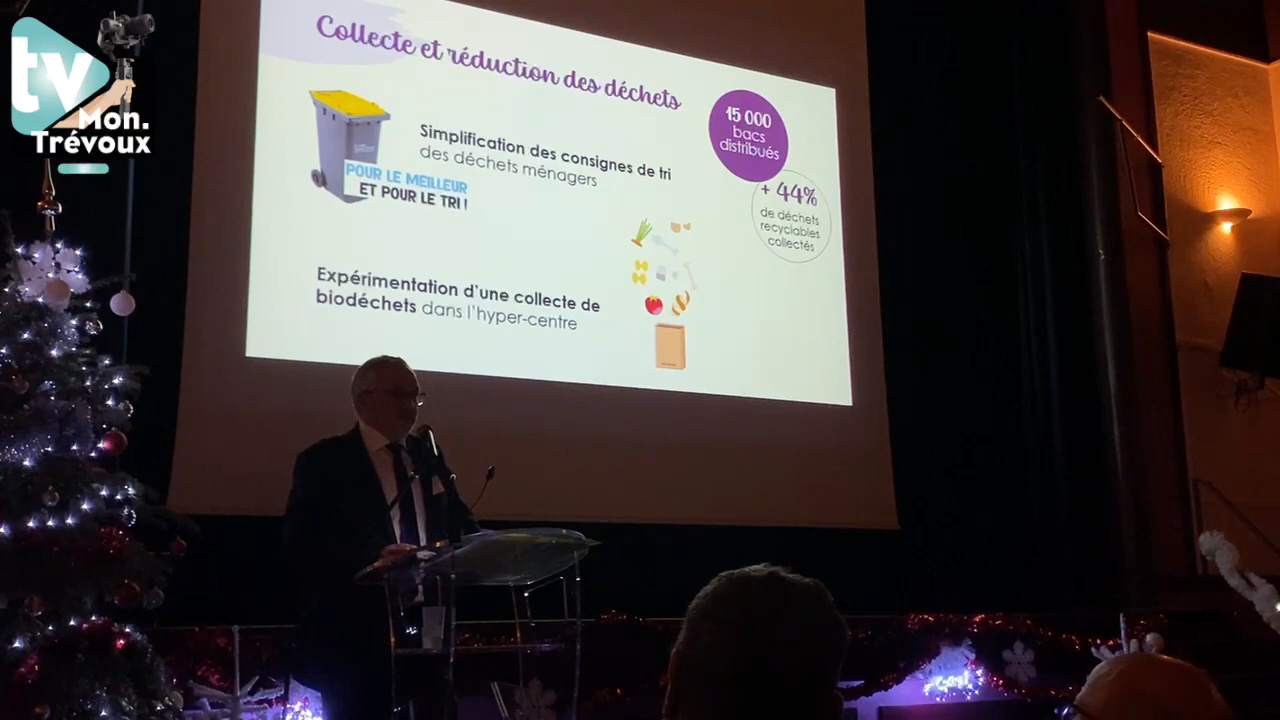 tv
Mon.
Trévoux
Collecte et réduction des déchets
15 000
bacs
distribués
Simplification des consignes de tri
des déchets ménagers
POUR LE MEILLEUR
ET POUR LE TRI !
+ 44%
de déchets
recyclables
collectés
Expérimentation d'une collecte de
biodéchets dans l'hyper-centre